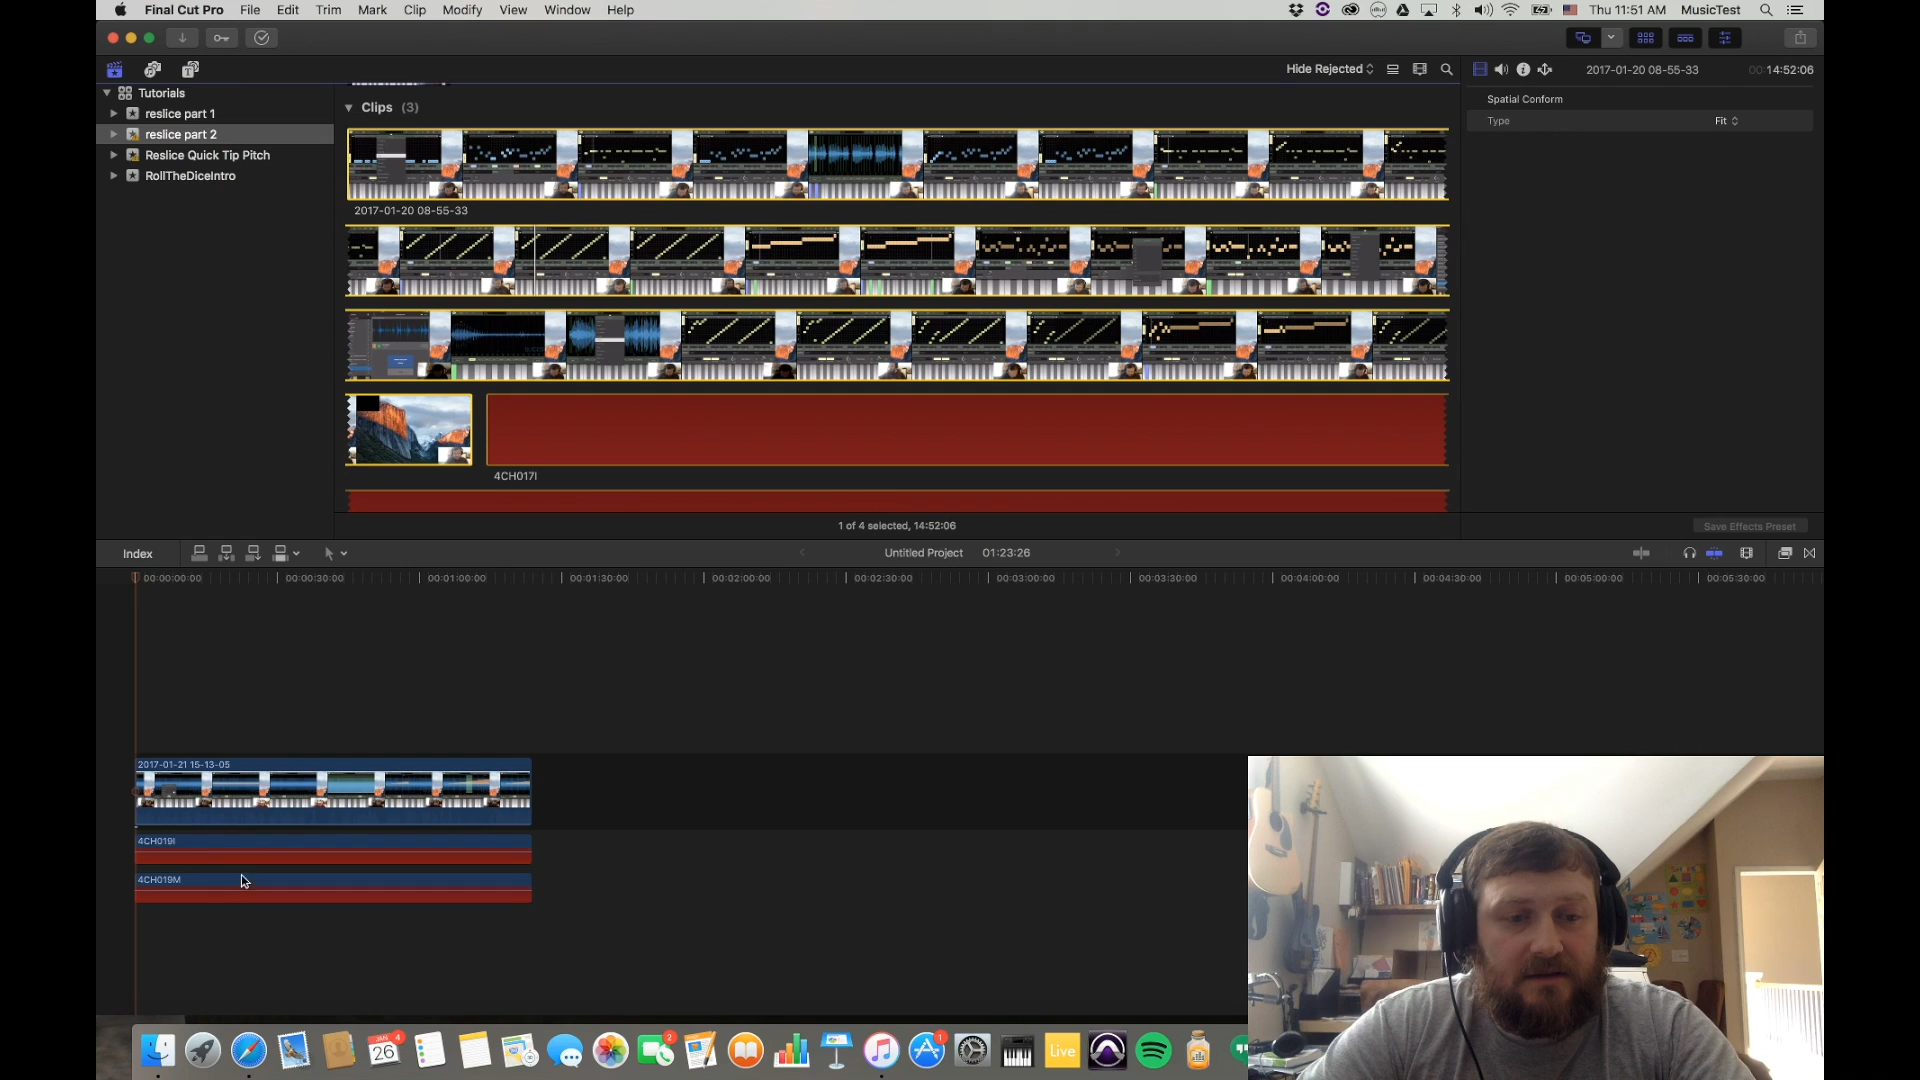 Final Cut Pro File Edit Trim Mark Clip Modify View Window Help
Thu 11:51 AM MusicTest
Hide Rejected
2017-01-20 08-55-33
00:14:52:06
Tutorials
reslice part 1
reslice part 2
Reslice Quick Tip Pitch
RollTheDiceIntro
Clips (3)
Spatial Conform
Type Fit
2017-01-20 08-55-33
4CH017I
1 of 4 selected, 14:52:06
Save Effects Preset
Index
Untitled Project 01:23:26
00:00:00:00 00:00:30:00 00:01:00:00 00:01:30:00 00:02:00:00 00:02:30:00 00:03:00:00 00:03:30:00 00:04:00:00 00:04:30:00 00:05:00:00 00:05:30:00
2017-01-21 15-13-05
4CH019I
4CH019M
JAN
26
4
2
1
Live